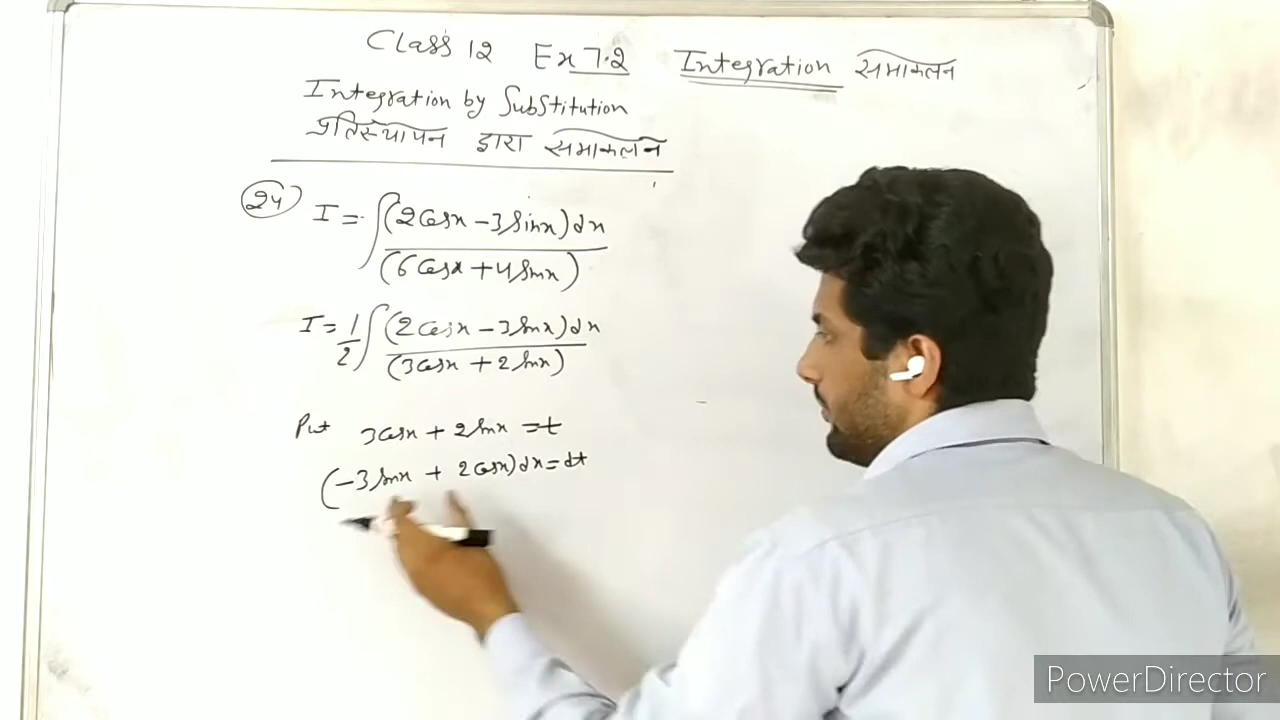 Class 12 Ex 7.2 Integration समाकलन
Integration by Substitution
प्रतिस्थापन द्वारा समाकलन
24 I = ∫ (2cosx - 3sinx)dx / (6cosx + 4sinx)
I = 1/2 ∫ (2cosx - 3sinx)dx / (3cosx + 2sinx)
Put 3cosx + 2sinx = t
(-3sinx + 2cosx)dx = dt
PowerDirector